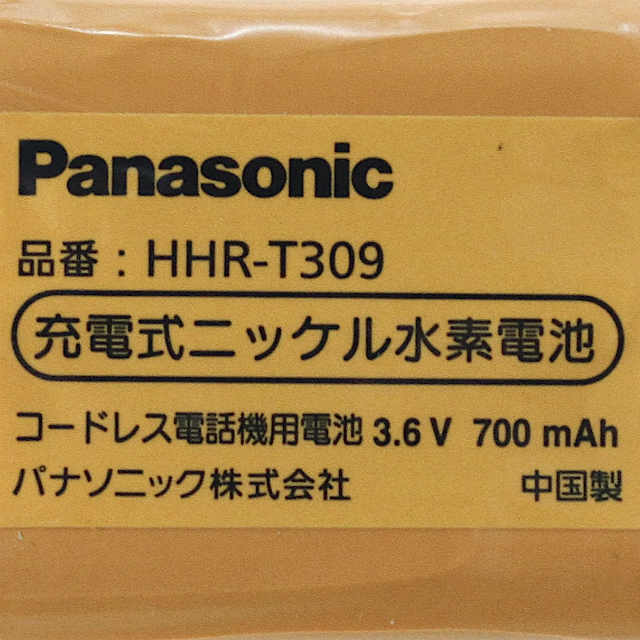 Panasonic
品番：HHR-T309
充電式ニッケル水素電池
コードレス電話機用電池 3.6 V 700 mAh
パナソニック株式会社 中国製